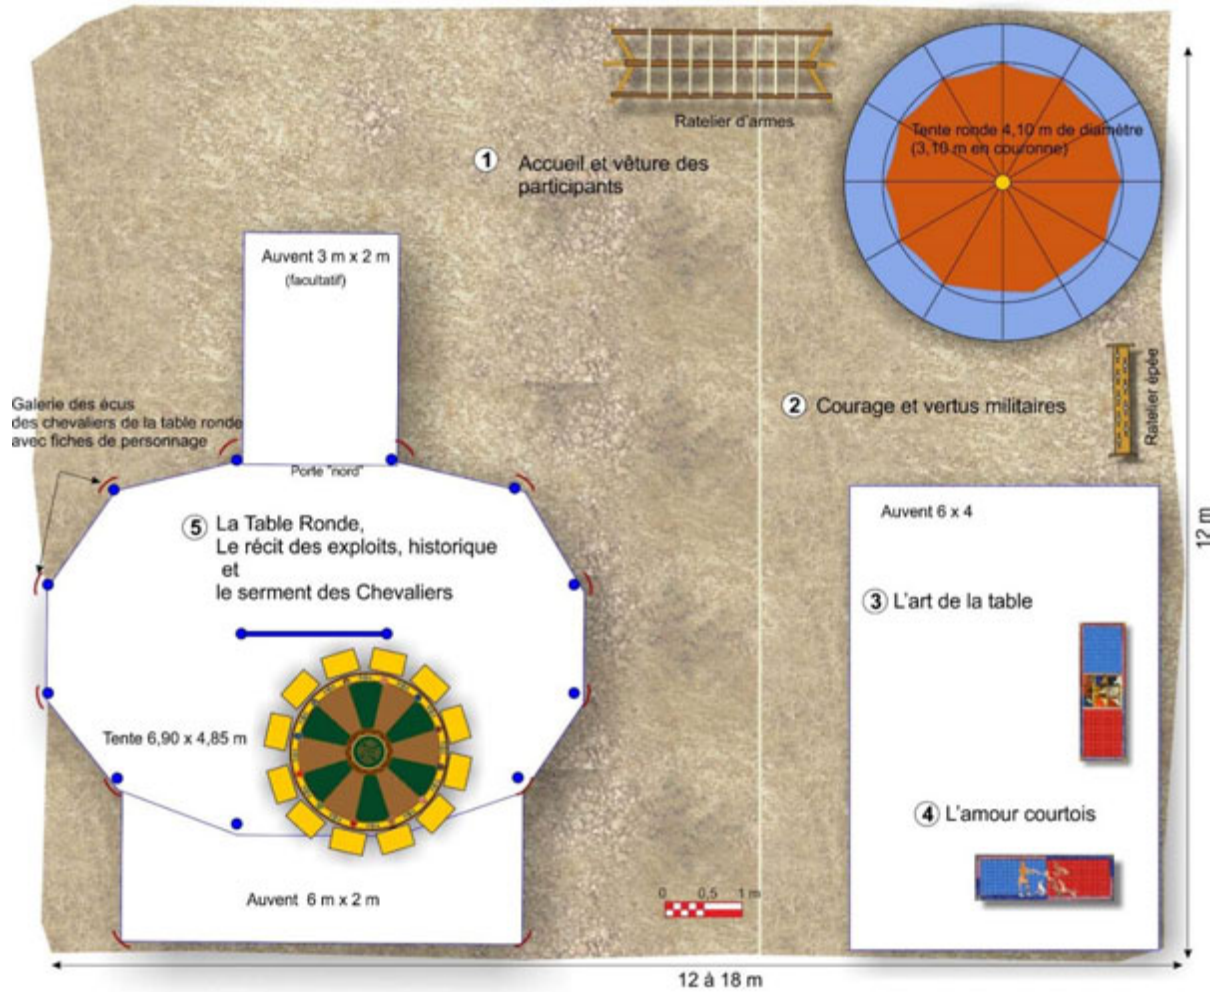 Ratelier d'armes
Tente ronde 4,10 m de diamètre
(3,10 m en couronne)
1 Accueil et vêture des
participants
Auvent 3 m x 2 m
(facultatif)
Ratelier épée
Galerie des écus
des chevaliers de la table ronde
avec fiches de personnage
2 Courage et vertus militaires
Porte "nord"
5 La Table Ronde,
Le récit des exploits, historique
et
le serment des Chevaliers
Auvent 6 x 4
12 m
3 L'art de la table
Tente 6,90 x 4,85 m
4 L'amour courtois
Auvent 6 m x 2 m
0 0,5 1 m
12 à 18 m